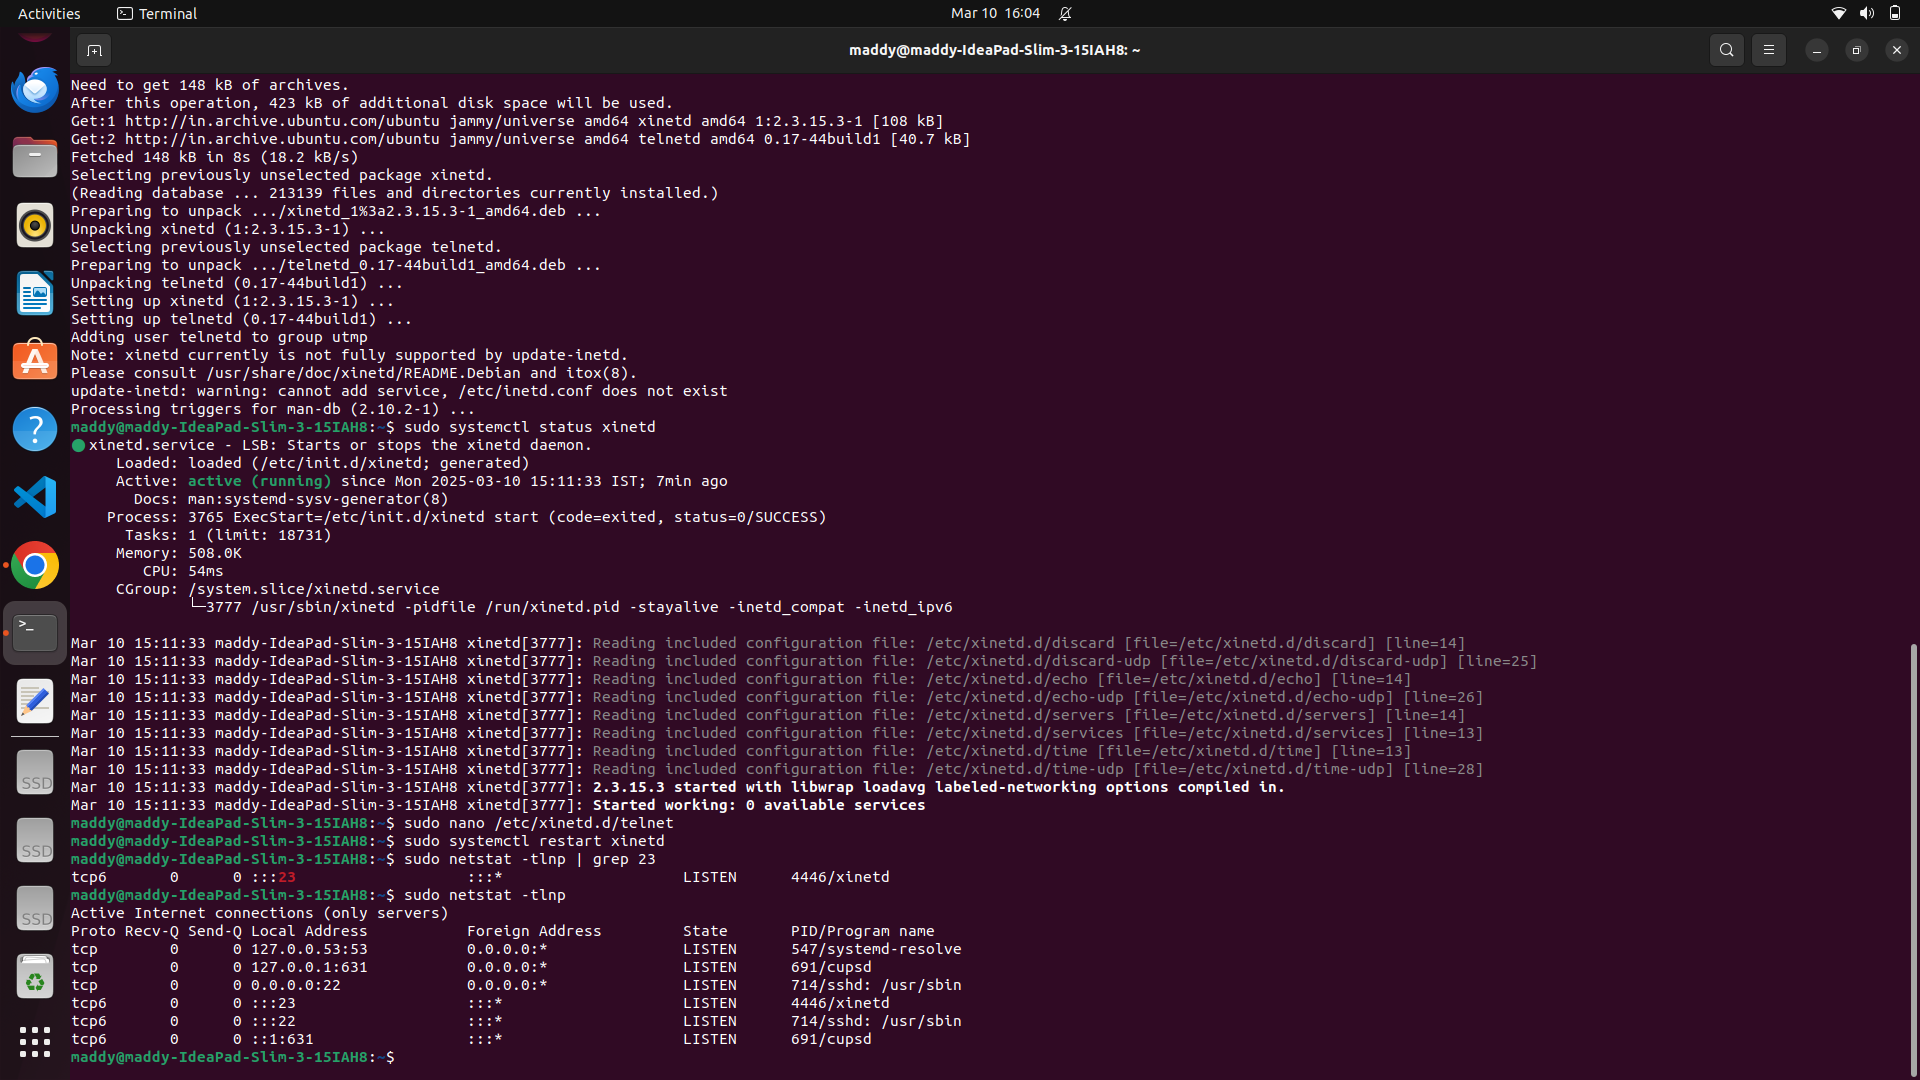 Activities
Terminal
Mar 10 16:04
maddy@maddy-IdeaPad-Slim-3-15IAH8: ~
Need to get 148 kB of archives.
After this operation, 423 kB of additional disk space will be used.
Get:1 http://in.archive.ubuntu.com/ubuntu jammy/universe amd64 xinetd amd64 1:2.3.15.3-1 [108 kB]
Get:2 http://in.archive.ubuntu.com/ubuntu jammy/universe amd64 telnetd amd64 0.17-44build1 [40.7 kB]
Fetched 148 kB in 8s (18.2 kB/s)
Selecting previously unselected package xinetd.
(Reading database ... 213139 files and directories currently installed.)
Preparing to unpack .../xinetd_1%3a2.3.15.3-1_amd64.deb ...
Unpacking xinetd (1:2.3.15.3-1) ...
Selecting previously unselected package telnetd.
Preparing to unpack .../telnetd_0.17-44build1_amd64.deb ...
Unpacking telnetd (0.17-44build1) ...
Setting up xinetd (1:2.3.15.3-1) ...
Setting up telnetd (0.17-44build1) ...
Adding user telnetd to group utmp
Note: xinetd currently is not fully supported by update-inetd.
Please consult /usr/share/doc/xinetd/README.Debian and itox(8).
update-inetd: warning: cannot add service, /etc/inetd.conf does not exist
Processing triggers for man-db (2.10.2-1) ...
maddy@maddy-IdeaPad-Slim-3-15IAH8:~$ sudo systemctl status xinetd
● xinetd.service - LSB: Starts or stops the xinetd daemon.
     Loaded: loaded (/etc/init.d/xinetd; generated)
     Active: active (running) since Mon 2025-03-10 15:11:33 IST; 7min ago
       Docs: man:systemd-sysv-generator(8)
    Process: 3765 ExecStart=/etc/init.d/xinetd start (code=exited, status=0/SUCCESS)
      Tasks: 1 (limit: 18731)
     Memory: 508.0K
        CPU: 54ms
     CGroup: /system.slice/xinetd.service
             └─3777 /usr/sbin/xinetd -pidfile /run/xinetd.pid -stayalive -inetd_compat -inetd_ipv6
Mar 10 15:11:33 maddy-IdeaPad-Slim-3-15IAH8 xinetd[3777]: Reading included configuration file: /etc/xinetd.d/discard [file=/etc/xinetd.d/discard] [line=14]
Mar 10 15:11:33 maddy-IdeaPad-Slim-3-15IAH8 xinetd[3777]: Reading included configuration file: /etc/xinetd.d/discard-udp [file=/etc/xinetd.d/discard-udp] [line=25]
Mar 10 15:11:33 maddy-IdeaPad-Slim-3-15IAH8 xinetd[3777]: Reading included configuration file: /etc/xinetd.d/echo [file=/etc/xinetd.d/echo] [line=14]
Mar 10 15:11:33 maddy-IdeaPad-Slim-3-15IAH8 xinetd[3777]: Reading included configuration file: /etc/xinetd.d/echo-udp [file=/etc/xinetd.d/echo-udp] [line=26]
Mar 10 15:11:33 maddy-IdeaPad-Slim-3-15IAH8 xinetd[3777]: Reading included configuration file: /etc/xinetd.d/servers [file=/etc/xinetd.d/servers] [line=14]
Mar 10 15:11:33 maddy-IdeaPad-Slim-3-15IAH8 xinetd[3777]: Reading included configuration file: /etc/xinetd.d/services [file=/etc/xinetd.d/services] [line=13]
Mar 10 15:11:33 maddy-IdeaPad-Slim-3-15IAH8 xinetd[3777]: Reading included configuration file: /etc/xinetd.d/time [file=/etc/xinetd.d/time] [line=13]
Mar 10 15:11:33 maddy-IdeaPad-Slim-3-15IAH8 xinetd[3777]: Reading included configuration file: /etc/xinetd.d/time-udp [file=/etc/xinetd.d/time-udp] [line=28]
Mar 10 15:11:33 maddy-IdeaPad-Slim-3-15IAH8 xinetd[3777]: 2.3.15.3 started with libwrap loadavg labeled-networking options compiled in.
Mar 10 15:11:33 maddy-IdeaPad-Slim-3-15IAH8 xinetd[3777]: Started working: 0 available services
maddy@maddy-IdeaPad-Slim-3-15IAH8:~$ sudo nano /etc/xinetd.d/telnet
maddy@maddy-IdeaPad-Slim-3-15IAH8:~$ sudo systemctl restart xinetd
maddy@maddy-IdeaPad-Slim-3-15IAH8:~$ sudo netstat -tlnp | grep 23
tcp6       0      0 :::23                   :::*                    LISTEN      4446/xinetd
maddy@maddy-IdeaPad-Slim-3-15IAH8:~$ sudo netstat -tlnp
Active Internet connections (only servers)
Proto Recv-Q Send-Q Local Address           Foreign Address         State       PID/Program name
tcp        0      0 127.0.0.53:53           0.0.0.0:*               LISTEN      547/systemd-resolve
tcp        0      0 127.0.0.1:631           0.0.0.0:*               LISTEN      691/cupsd
tcp        0      0 0.0.0.0:22              0.0.0.0:*               LISTEN      714/sshd: /usr/sbin
tcp6       0      0 :::23                   :::*                    LISTEN      4446/xinetd
tcp6       0      0 :::22                   :::*                    LISTEN      714/sshd: /usr/sbin
tcp6       0      0 ::1:631                 :::*                    LISTEN      691/cupsd
maddy@maddy-IdeaPad-Slim-3-15IAH8:~$
SSD
SSD
SSD